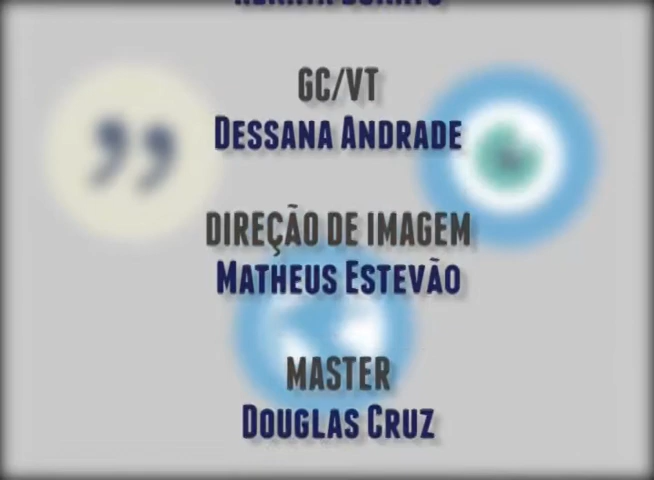 GC/VT
DESSANA ANDRADE
DIREÇÃO DE IMAGEM
MATHEUS ESTEVÃO
MASTER
DOUGLAS CRUZ